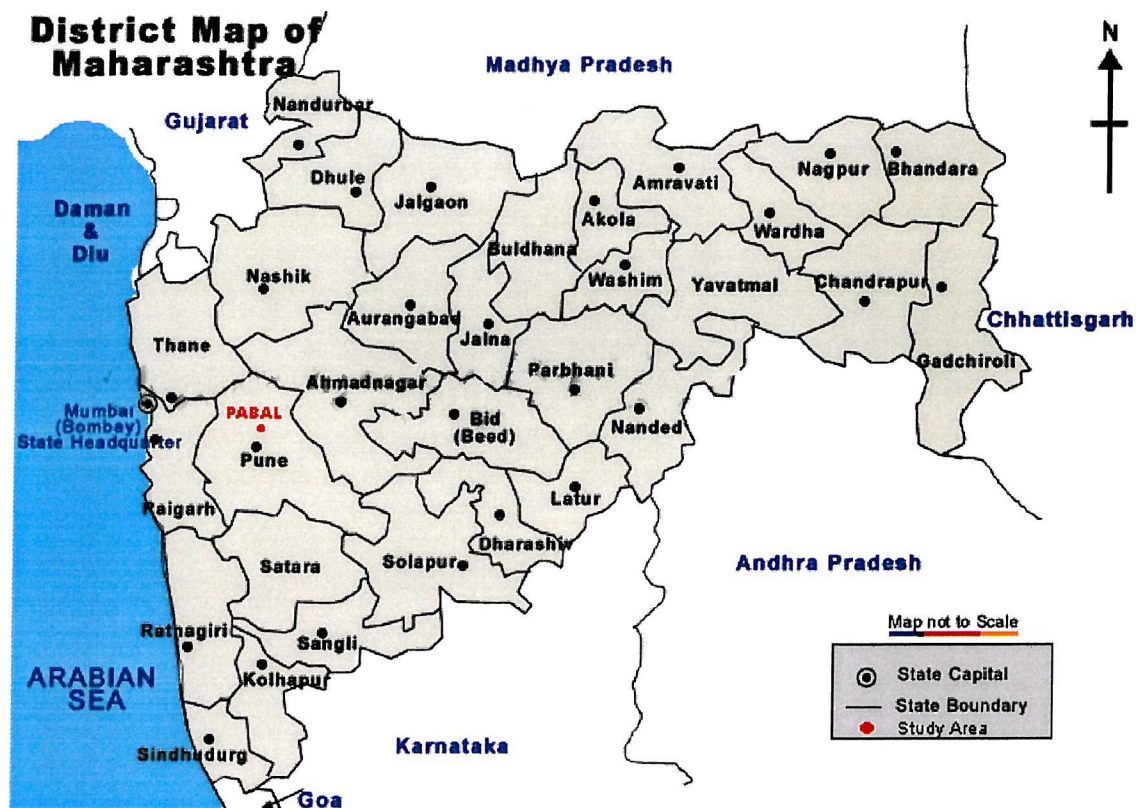 District Map of
Maharashtra
N
Madhya Pradesh
Gujarat
Nandurbar
Dhule
Jalgaon
Amravati
Nagpur
Bhandara
Daman
&
Diu
Akola
Buldhana
Wardha
Nashik
Washim
Yavatmal
Chandrapur
Aurangabad
Jalna
Chhattisgarh
Thane
Gadchiroli
Ahmadnagar
Parbhani
Mumbai
(Bombay)
State Headquarter
PABAL
Pune
Bid
(Beed)
Nanded
Raigarh
Latur
Dharashiv
Satara
Solapur
Andhra Pradesh
Ratnagiri
Sangli
Kolhapur
ARABIAN
SEA
Sindhudurg
Karnataka
Goa
Map not to Scale
State Capital
State Boundary
Study Area